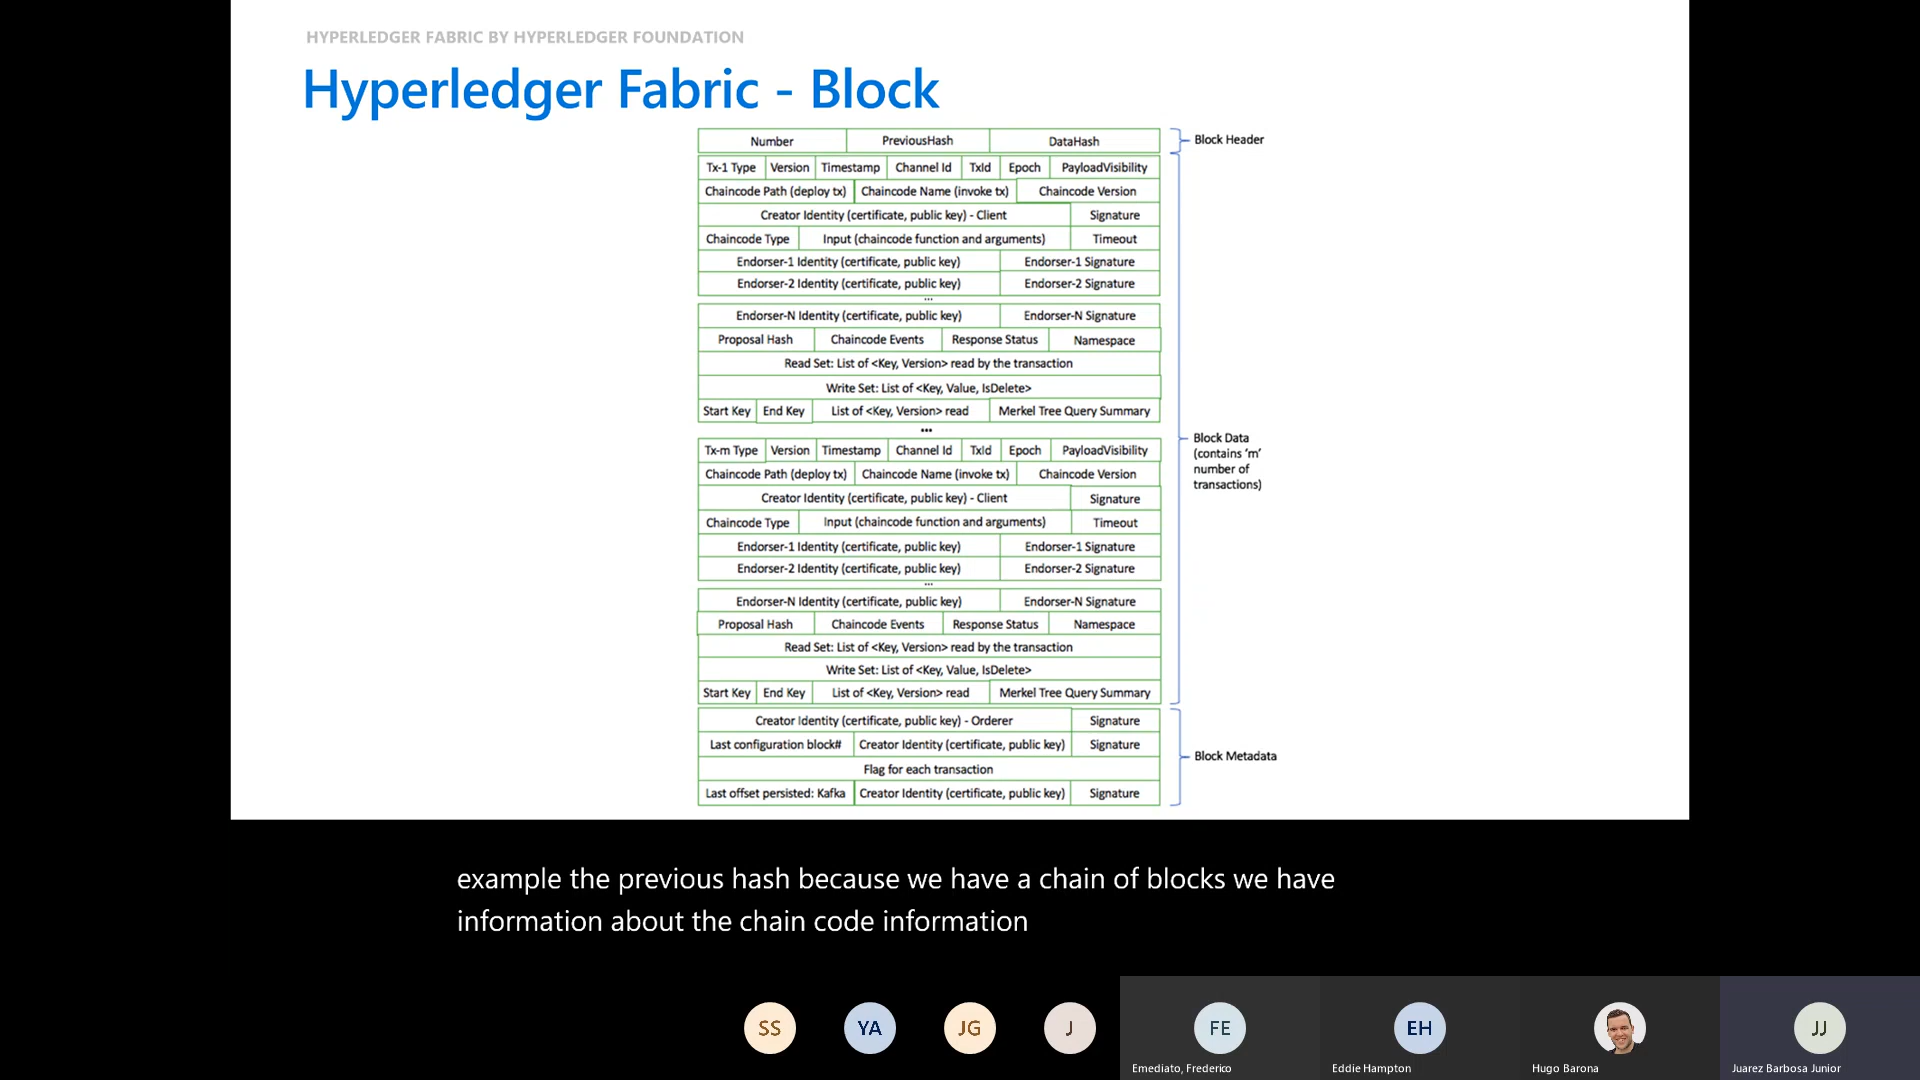 HYPERLEDGER FABRIC BY HYPERLEDGER FOUNDATION
Hyperledger Fabric - Block
Number PreviousHash DataHash
Block Header
Tx-1 Type Version Timestamp Channel Id TxId Epoch PayloadVisibility
Chaincode Path (deploy tx) Chaincode Name (invoke tx) Chaincode Version
Creator Identity (certificate, public key) - Client Signature
Chaincode Type Input (chaincode function and arguments) Timeout
Endorser-1 Identity (certificate, public key) Endorser-1 Signature
Endorser-2 Identity (certificate, public key) Endorser-2 Signature
...
Endorser-N Identity (certificate, public key) Endorser-N Signature
Proposal Hash Chaincode Events Response Status Namespace
Read Set: List of <Key, Version> read by the transaction
Write Set: List of <Key, Value, IsDelete>
Start Key End Key List of <Key, Version> read Merkel Tree Query Summary
...
Block Data
(contains 'm'
number of
transactions)
Tx-m Type Version Timestamp Channel Id TxId Epoch PayloadVisibility
Chaincode Path (deploy tx) Chaincode Name (invoke tx) Chaincode Version
Creator Identity (certificate, public key) - Client Signature
Chaincode Type Input (chaincode function and arguments) Timeout
Endorser-1 Identity (certificate, public key) Endorser-1 Signature
Endorser-2 Identity (certificate, public key) Endorser-2 Signature
...
Endorser-N Identity (certificate, public key) Endorser-N Signature
Proposal Hash Chaincode Events Response Status Namespace
Read Set: List of <Key, Version> read by the transaction
Write Set: List of <Key, Value, IsDelete>
Start Key End Key List of <Key, Version> read Merkel Tree Query Summary
Creator Identity (certificate, public key) - Orderer Signature
Last configuration block# Creator Identity (certificate, public key) Signature
Block Metadata
Flag for each transaction
Last offset persisted: Kafka Creator Identity (certificate, public key) Signature
example the previous hash because we have a chain of blocks we have
information about the chain code information
SS YA JG J FE EH JJ
Emediato, Frederico Eddie Hampton Hugo Barona Juarez Barbosa Junior